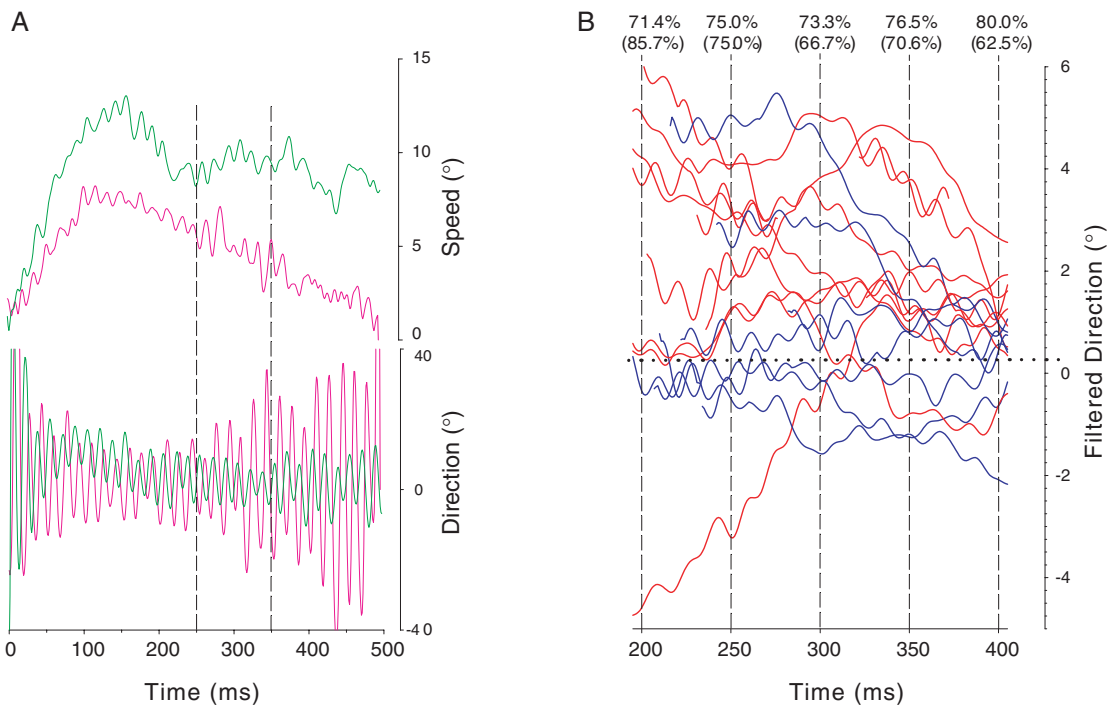 A
15
10
5
0
Speed (°)
40
0
-40
Direction (°)
0 100 200 300 400 500
Time (ms)
B
71.4% 75.0% 73.3% 76.5% 80.0%
(85.7%) (75.0%) (66.7%) (70.6%) (62.5%)
6
4
2
0
-2
-4
Filtered Direction (°)
200 250 300 350 400
Time (ms)